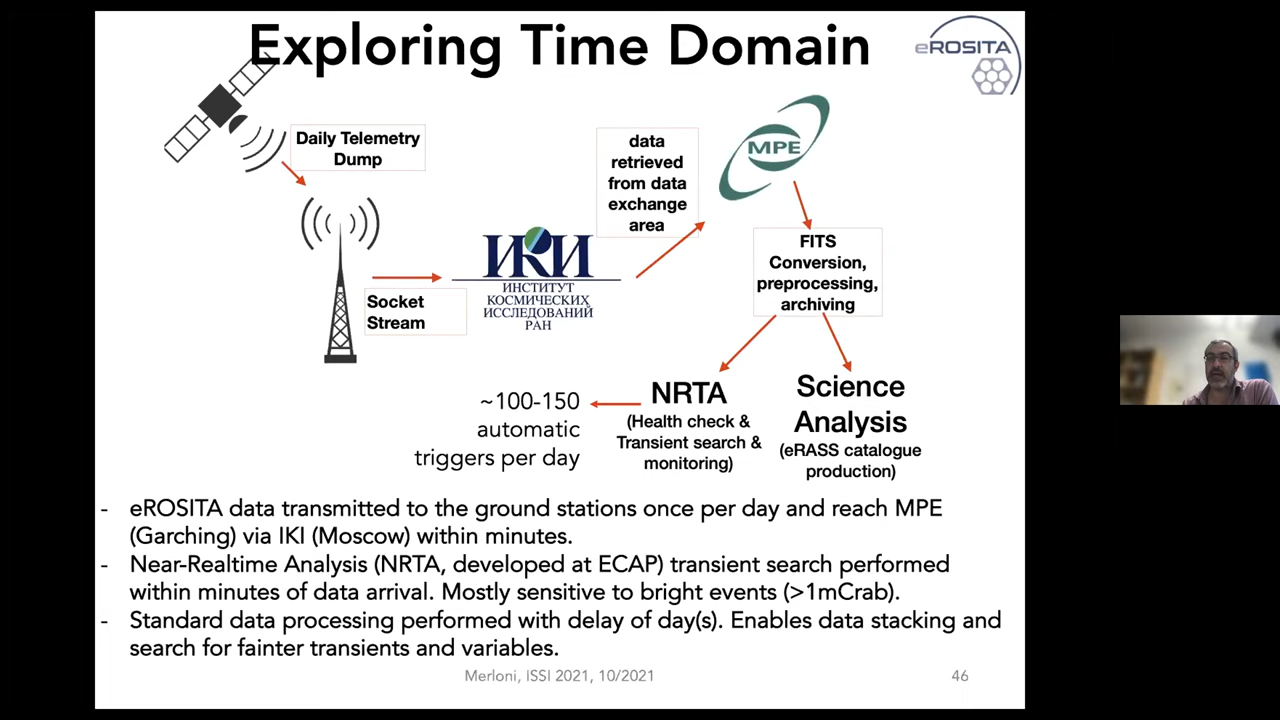 Exploring Time Domain
eROSITA
Daily Telemetry
Dump
data
retrieved
from data
exchange
area
MPE
ИКИ
ИНСТИТУТ
КОСМИЧЕСКИХ
ИССЛЕДОВАНИЙ
РАН
Socket
Stream
FITS
Conversion,
preprocessing,
archiving
~100-150
automatic
triggers per day
NRTA
(Health check &
Transient search &
monitoring)
Science
Analysis
(eRASS catalogue
production)
- eROSITA data transmitted to the ground stations once per day and reach MPE
(Garching) via IKI (Moscow) within minutes.
- Near-Realtime Analysis (NRTA, developed at ECAP) transient search performed
within minutes of data arrival. Mostly sensitive to bright events (>1mCrab).
- Standard data processing performed with delay of day(s). Enables data stacking and
search for fainter transients and variables.
Merloni, ISSI 2021, 10/2021
46